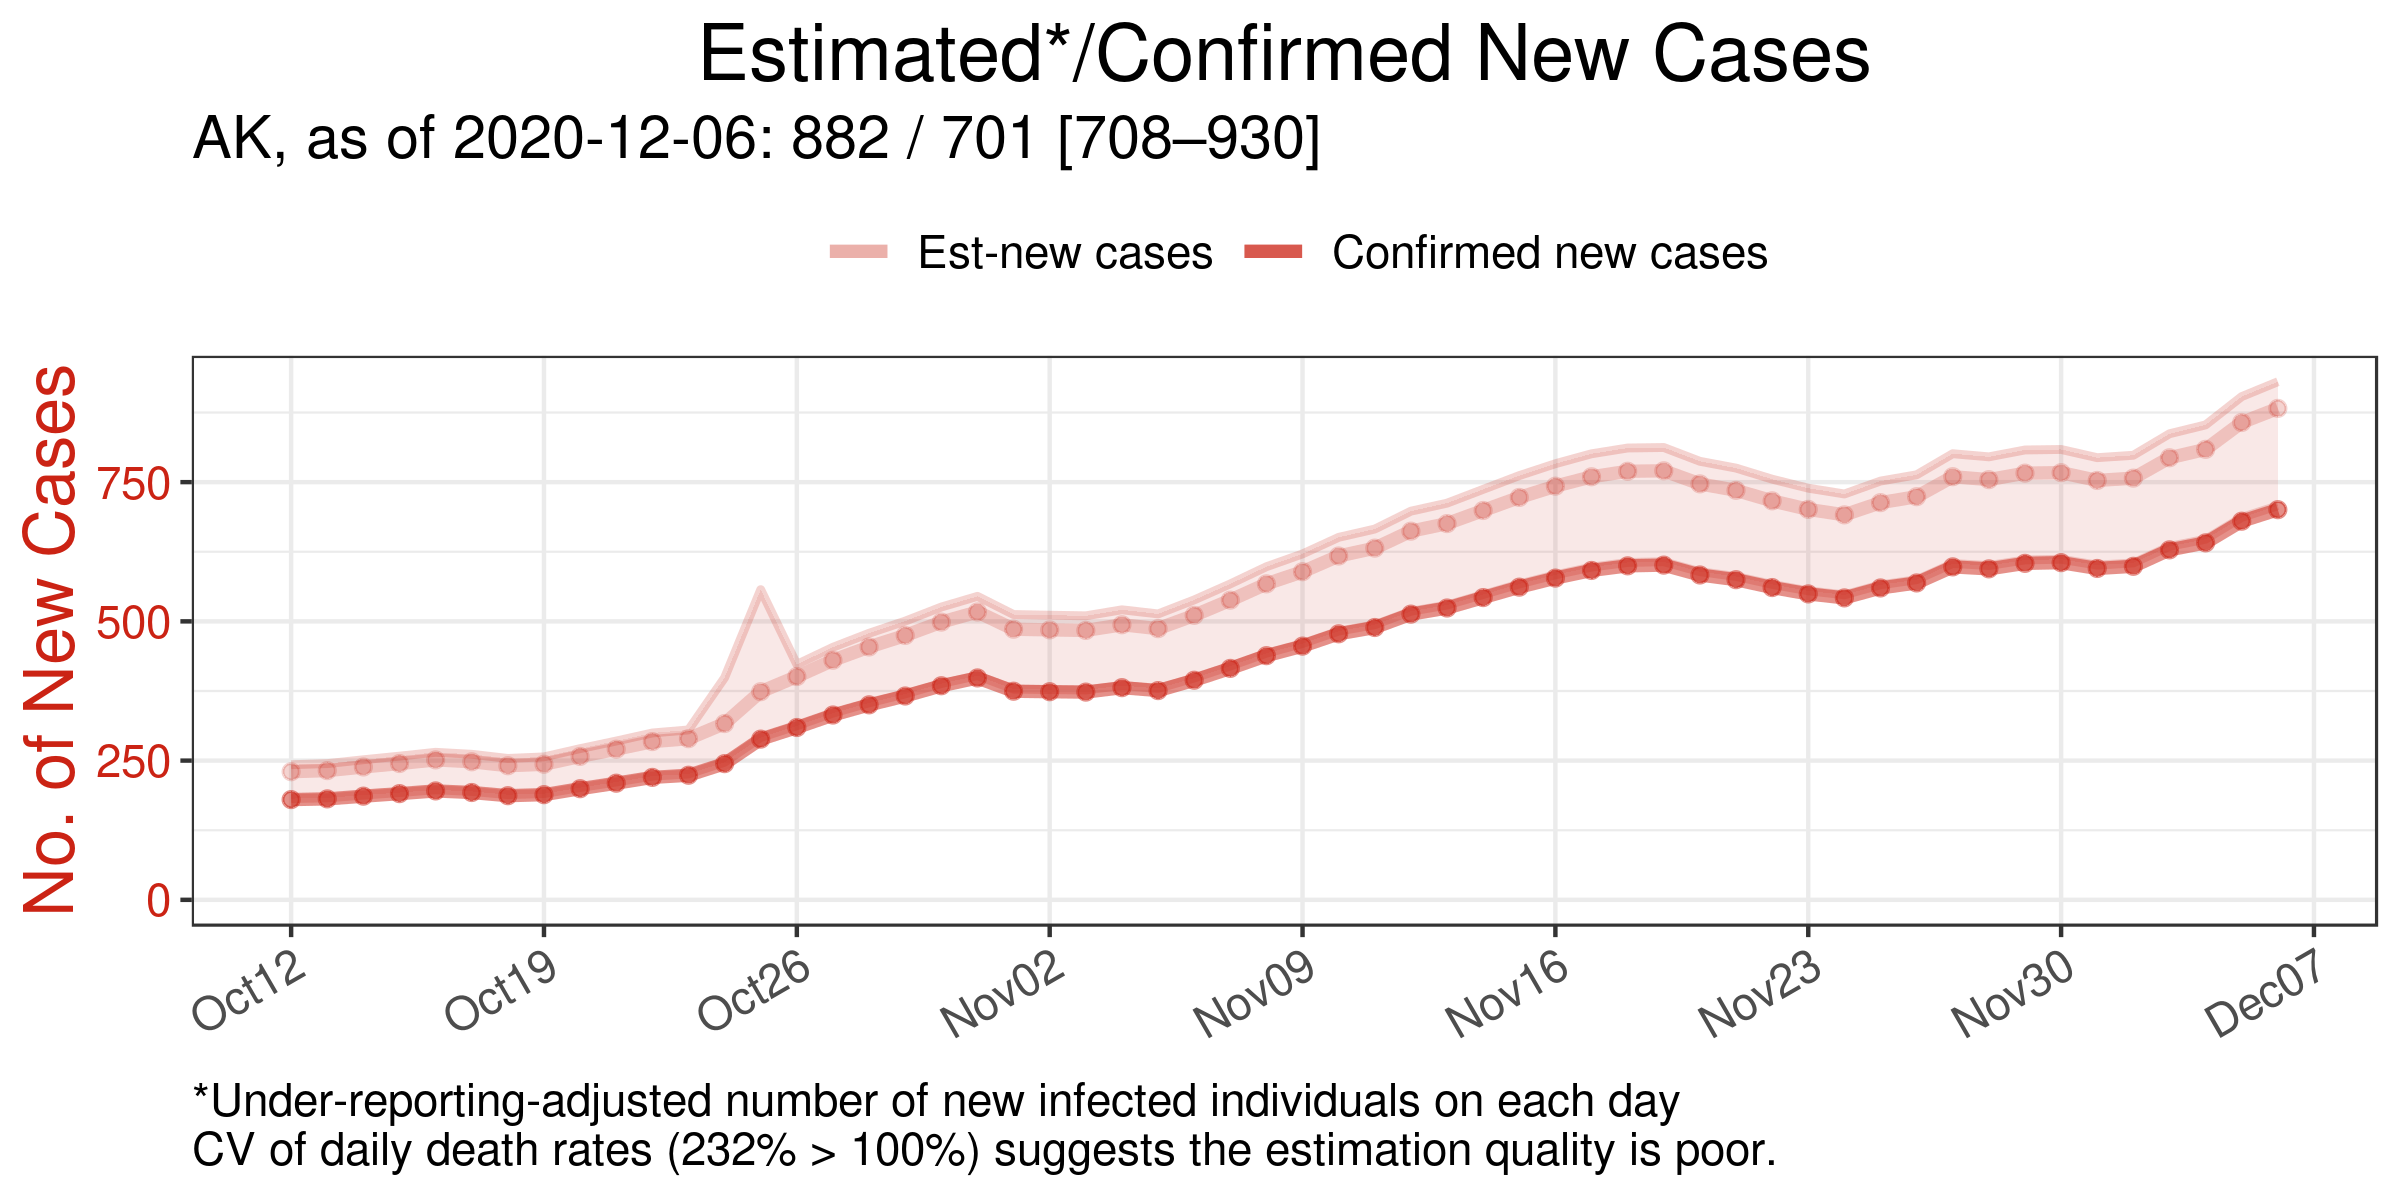 Estimated*/Confirmed New Cases
AK, as of 2020-12-06: 882 / 701 [708–930]
Est-new cases Confirmed new cases
No. of New Cases
750
500
250
0
Oct12 Oct19 Oct26 Nov02 Nov09 Nov16 Nov23 Nov30 Dec07
*Under-reporting-adjusted number of new infected individuals on each day
CV of daily death rates (232% > 100%) suggests the estimation quality is poor.